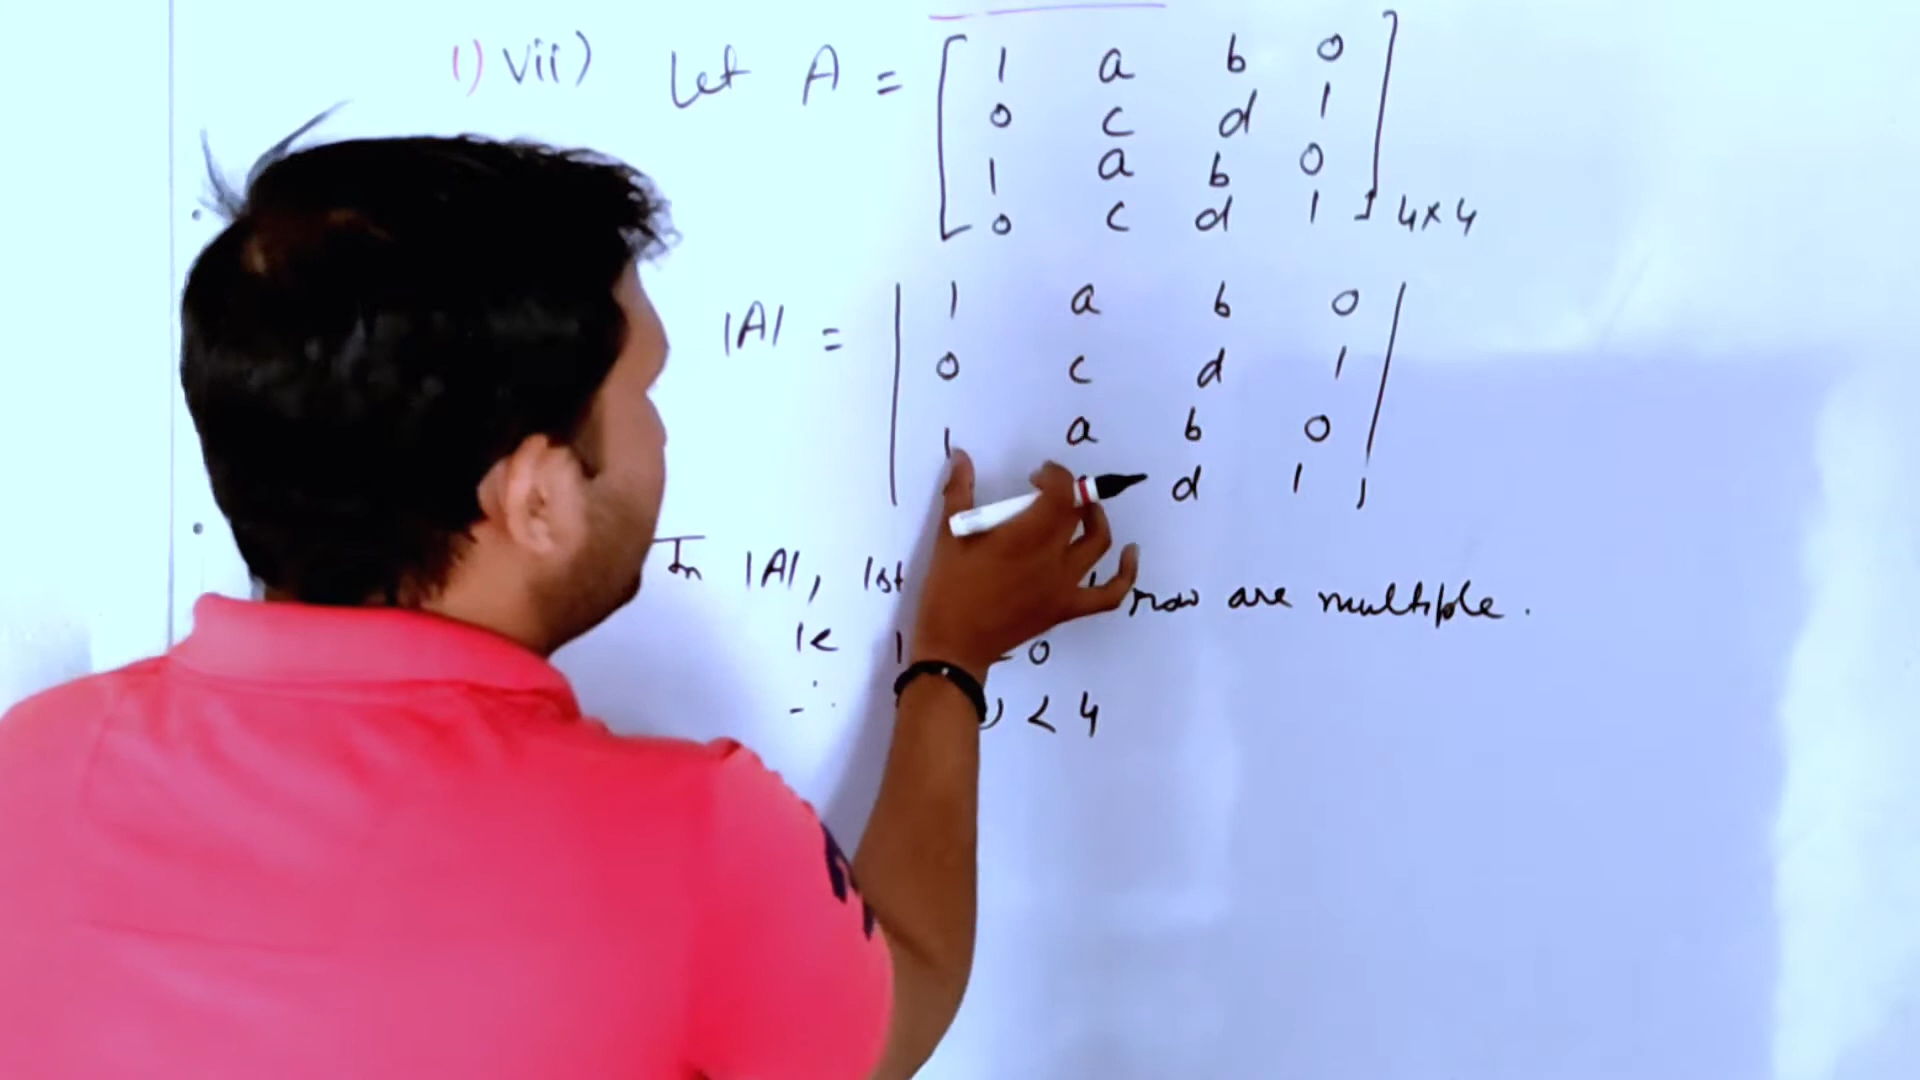 1) vii) Let A = [ 1 a b 0
0 c d 1
1 a b 0
0 c d 1 ] 4×4
|A| = | 1 a b 0
0 c d 1
1 a b 0
d 1 |
In |A|, 1st row are multiple.
ie 0
∴ ) < 4